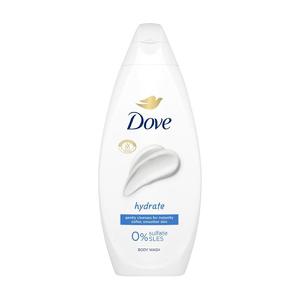 Dove
hydrate
gently cleanses for instantly
softer, smoother skin
0% sulfate
SLES
BODY WASH